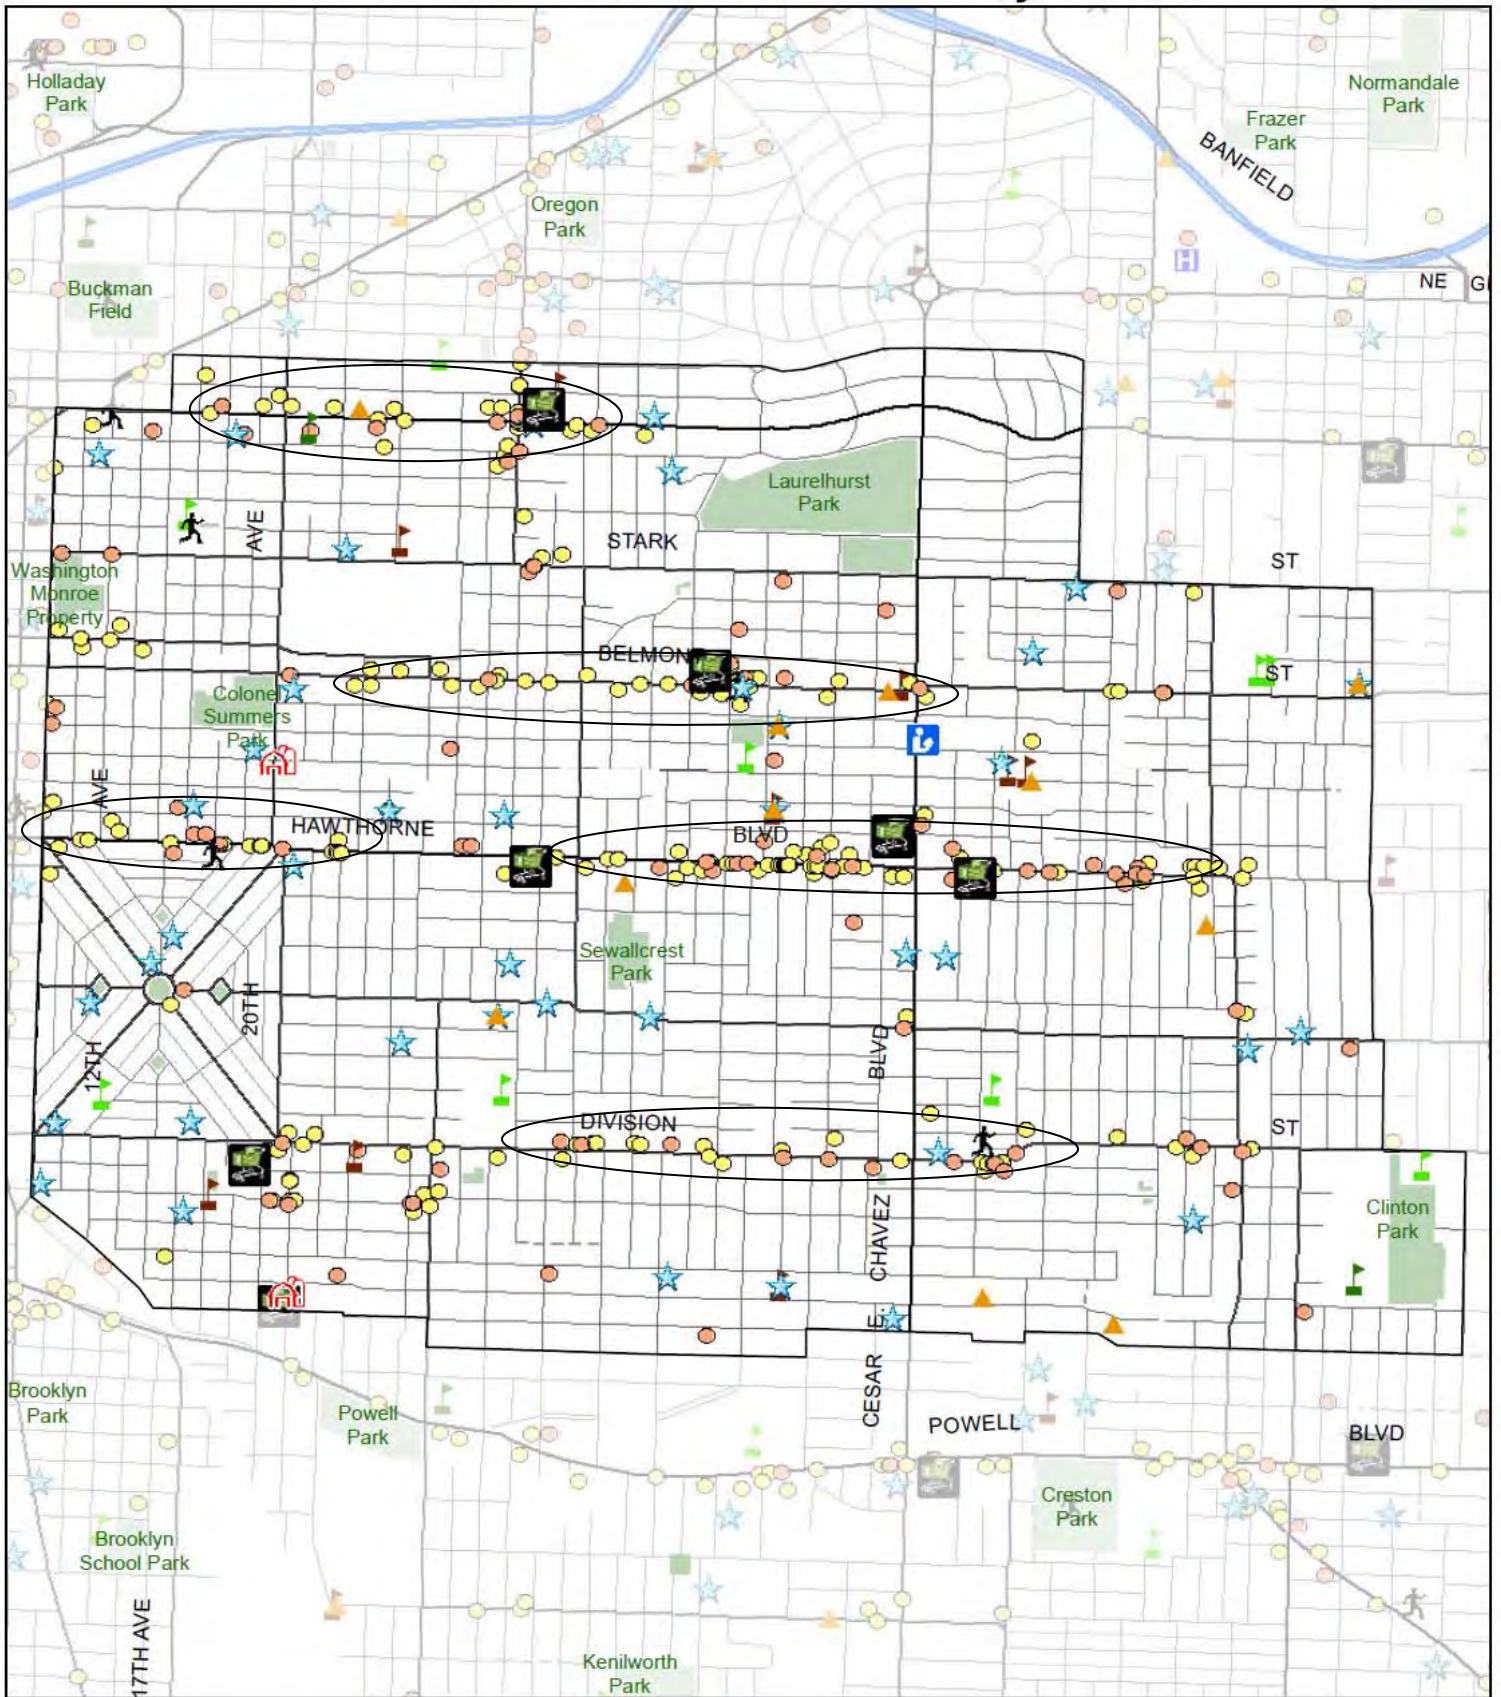 Holladay
Park
Normandale
Park
Frazer
Park
BANFIELD
Oregon
Park
Buckman
Field
NE
Laurelhurst
Park
AVE
STARK
ST
Washington
Monroe
Property
BELMON
ST
Colonel
Summers
Park
AVE
HAWTHORNE
BLVD
Sewallcrest
Park
20TH
12TH
BLVD
DIVISION
ST
CHAVEZ
Clinton
Park
E.
CESAR
Brooklyn
Park
Powell
Park
POWELL
BLVD
Creston
Park
Brooklyn
School Park
17TH AVE
Kenilworth
Park
H